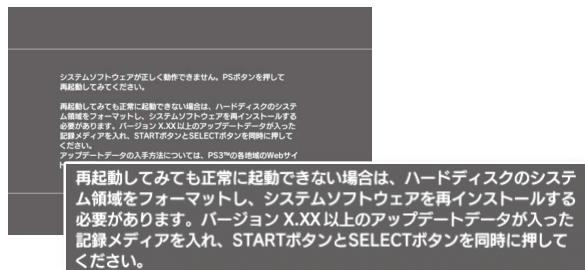 システムソフトウェアが正しく動作できません。PSボタンを押して
再起動してみてください。
再起動してみても正常に起動できない場合は、ハードディスクのシステ
ム領域をフォーマットし、システムソフトウェアを再インストールする
必要があります。バージョン X.XX 以上のアップデートデータが入った
記録メディアを入れ、STARTボタンとSELECTボタンを同時に押して
ください。
アップデートデータの入手方法については、PS3™の各地域のWebサイ
再起動してみても正常に起動できない場合は、ハードディスクのシステ
ム領域をフォーマットし、システムソフトウェアを再インストールする
必要があります。バージョン X.XX 以上のアップデートデータが入った
記録メディアを入れ、STARTボタンとSELECTボタンを同時に押して
ください。